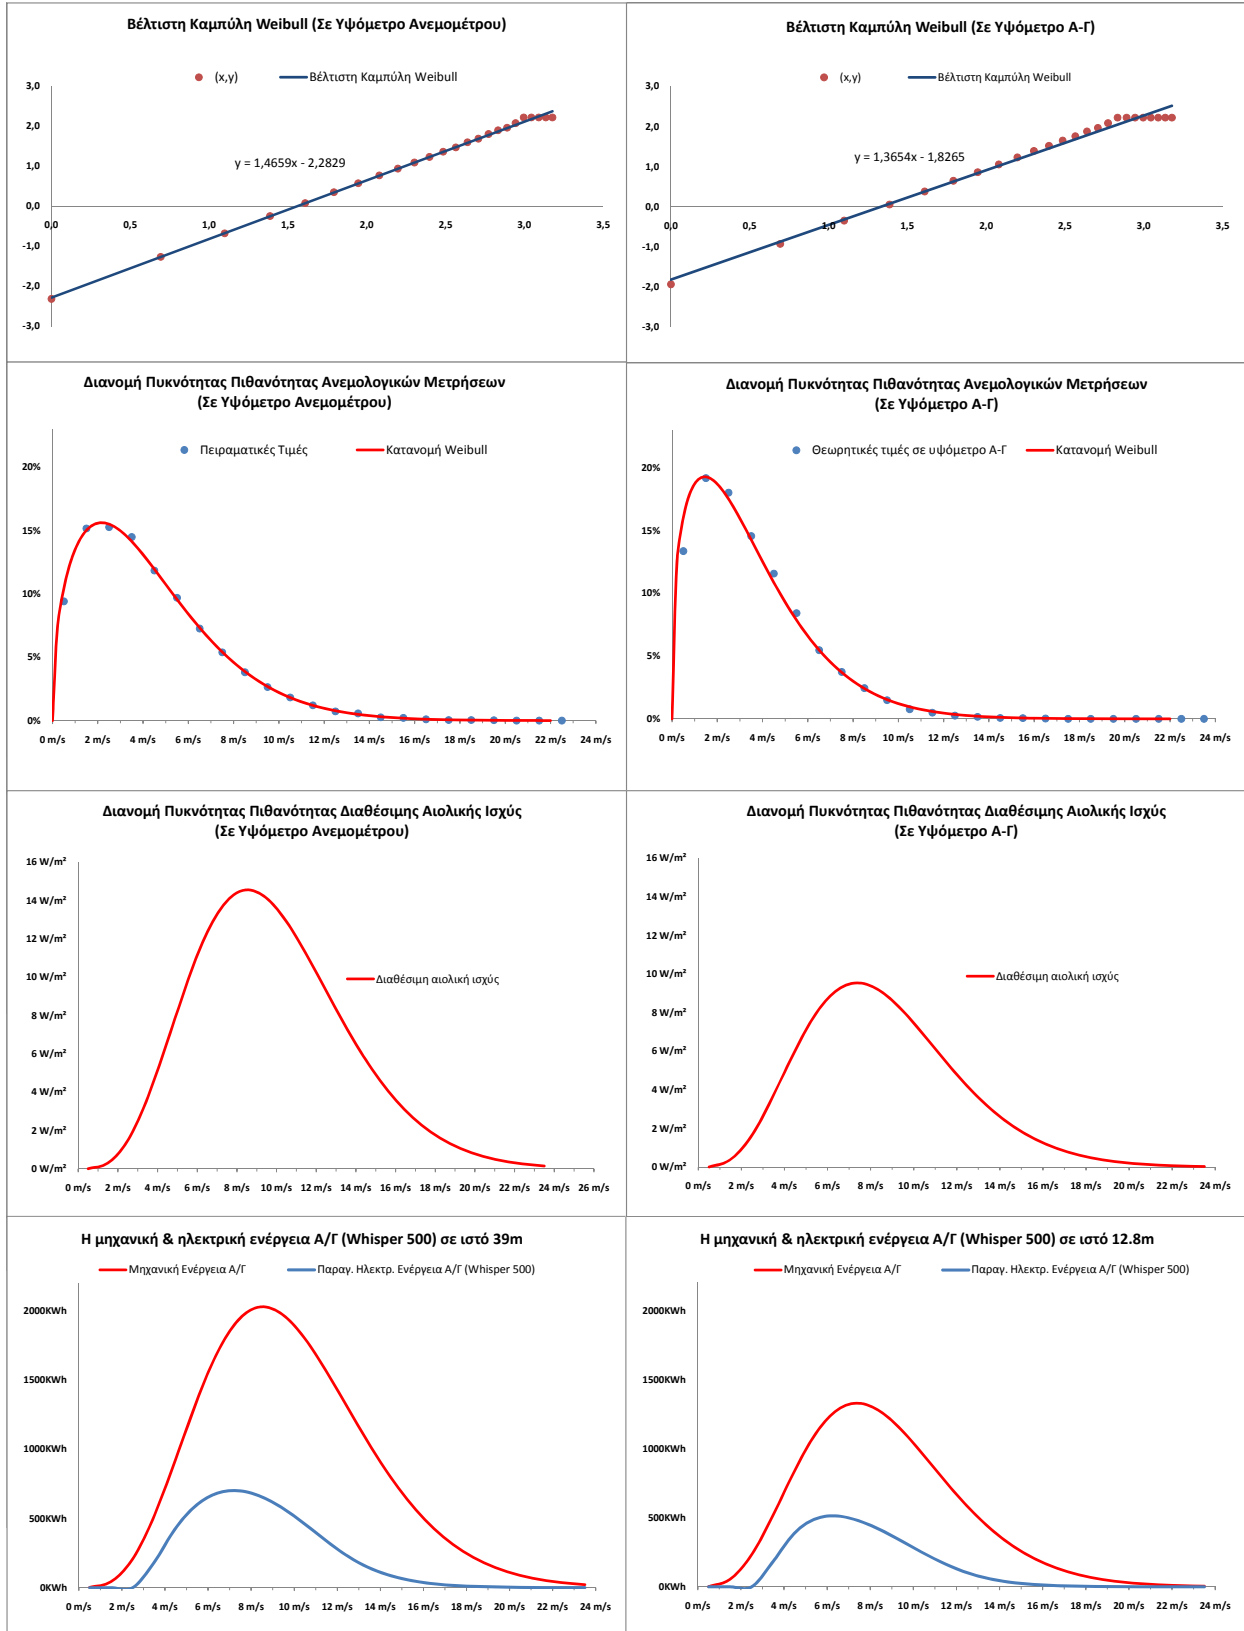 Βέλτιστη Καμπύλη Weibull (Σε Υψόμετρο Ανεμομέτρου)
(x,y)
Βέλτιστη Καμπύλη Weibull
3,0
2,0
1,0
0,0
-1,0
-2,0
-3,0
y = 1,4659x - 2,2829
0,0 0,5 1,0 1,5 2,0 2,5 3,0 3,5
Βέλτιστη Καμπύλη Weibull (Σε Υψόμετρο Α-Γ)
(x,y)
Βέλτιστη Καμπύλη Weibull
3,0
2,0
1,0
0,0
-1,0
-2,0
-3,0
y = 1,3654x - 1,8265
0,0 0,5 1,0 1,5 2,0 2,5 3,0 3,5
Διανομή Πυκνότητας Πιθανότητας Ανεμολογικών Μετρήσεων
(Σε Υψόμετρο Ανεμομέτρου)
Πειραματικές Τιμές
Κατανομή Weibull
20%
15%
10%
5%
0%
0 m/s 2 m/s 4 m/s 6 m/s 8 m/s 10 m/s 12 m/s 14 m/s 16 m/s 18 m/s 20 m/s 22 m/s 24 m/s
Διανομή Πυκνότητας Πιθανότητας Ανεμολογικών Μετρήσεων
(Σε Υψόμετρο Α-Γ)
Θεωρητικές τιμές σε υψόμετρο Α-Γ
Κατανομή Weibull
20%
15%
10%
5%
0%
0 m/s 2 m/s 4 m/s 6 m/s 8 m/s 10 m/s 12 m/s 14 m/s 16 m/s 18 m/s 20 m/s 22 m/s 24 m/s
Διανομή Πυκνότητας Πιθανότητας Διαθέσιμης Αιολικής Ισχύς
(Σε Υψόμετρο Ανεμομέτρου)
16 W/m²
14 W/m²
12 W/m²
10 W/m²
8 W/m²
6 W/m²
4 W/m²
2 W/m²
0 W/m²
Διαθέσιμη αιολική ισχύς
0 m/s 2 m/s 4 m/s 6 m/s 8 m/s 10 m/s 12 m/s 14 m/s 16 m/s 18 m/s 20 m/s 22 m/s 24 m/s 26 m/s
Διανομή Πυκνότητας Πιθανότητας Διαθέσιμης Αιολικής Ισχύς
(Σε Υψόμετρο Α-Γ)
16 W/m²
14 W/m²
12 W/m²
10 W/m²
8 W/m²
6 W/m²
4 W/m²
2 W/m²
0 W/m²
Διαθέσιμη αιολική ισχύς
0 m/s 2 m/s 4 m/s 6 m/s 8 m/s 10 m/s 12 m/s 14 m/s 16 m/s 18 m/s 20 m/s 22 m/s 24 m/s
Η μηχανική & ηλεκτρική ενέργεια Α/Γ (Whisper 500) σε ιστό 39m
Μηχανική Ενέργεια Α/Γ
Παραγ. Ηλεκτρ. Ενέργεια Α/Γ (Whisper 500)
2000KWh
1500KWh
1000KWh
500KWh
0KWh
0 m/s 2 m/s 4 m/s 6 m/s 8 m/s 10 m/s 12 m/s 14 m/s 16 m/s 18 m/s 20 m/s 22 m/s 24 m/s
Η μηχανική & ηλεκτρική ενέργεια Α/Γ (Whisper 500) σε ιστό 12.8m
Μηχανική Ενέργεια Α/Γ
Παραγ. Ηλεκτρ. Ενέργεια Α/Γ (Whisper 500)
2000KWh
1500KWh
1000KWh
500KWh
0KWh
0 m/s 2 m/s 4 m/s 6 m/s 8 m/s 10 m/s 12 m/s 14 m/s 16 m/s 18 m/s 20 m/s 22 m/s 24 m/s